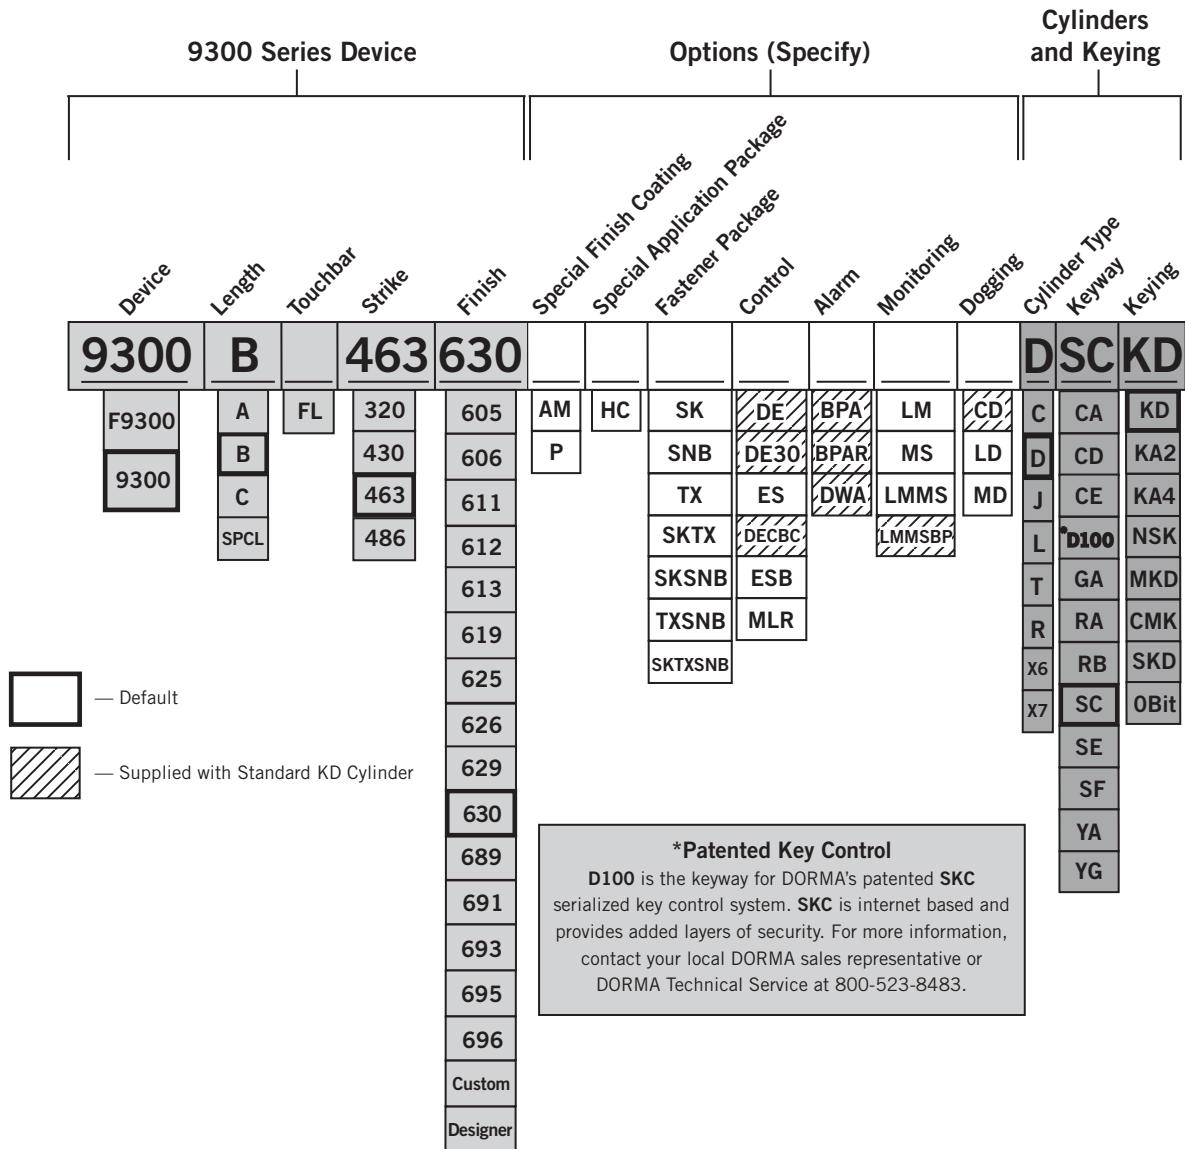 9300 Series Device
Options (Specify)
Cylinders
and Keying
Device
Length
Touchbar
Strike
Finish
Special Finish Coating
Special Application Package
Fastener Package
Control
Alarm
Monitoring
Dogging
Cylinder Type
Keyway
Keying
9300 B 463 630 D SC KD
F9300
9300
A
B
C
SPCL
FL
320
430
463
486
605
606
611
612
613
619
625
626
629
630
689
691
693
695
696
Custom
Designer
AM
P
HC
SK
SNB
TX
SKTX
SKSNB
TXSNB
SKTXSNB
DE
DE30
ES
DECBC
ESB
MLR
BPA
BPAR
DWA
LM
MS
LMMS
LMMSBP
CD
LD
MD
C
D
J
L
T
R
X6
X7
CA
CD
CE
*D100
GA
RA
RB
SC
SE
SF
YA
YG
KD
KA2
KA4
NSK
MKD
CMK
SKD
0Bit
— Default
— Supplied with Standard KD Cylinder
*Patented Key Control
D100 is the keyway for DORMA's patented SKC
serialized key control system. SKC is internet based and
provides added layers of security. For more information,
contact your local DORMA sales representative or
DORMA Technical Service at 800-523-8483.